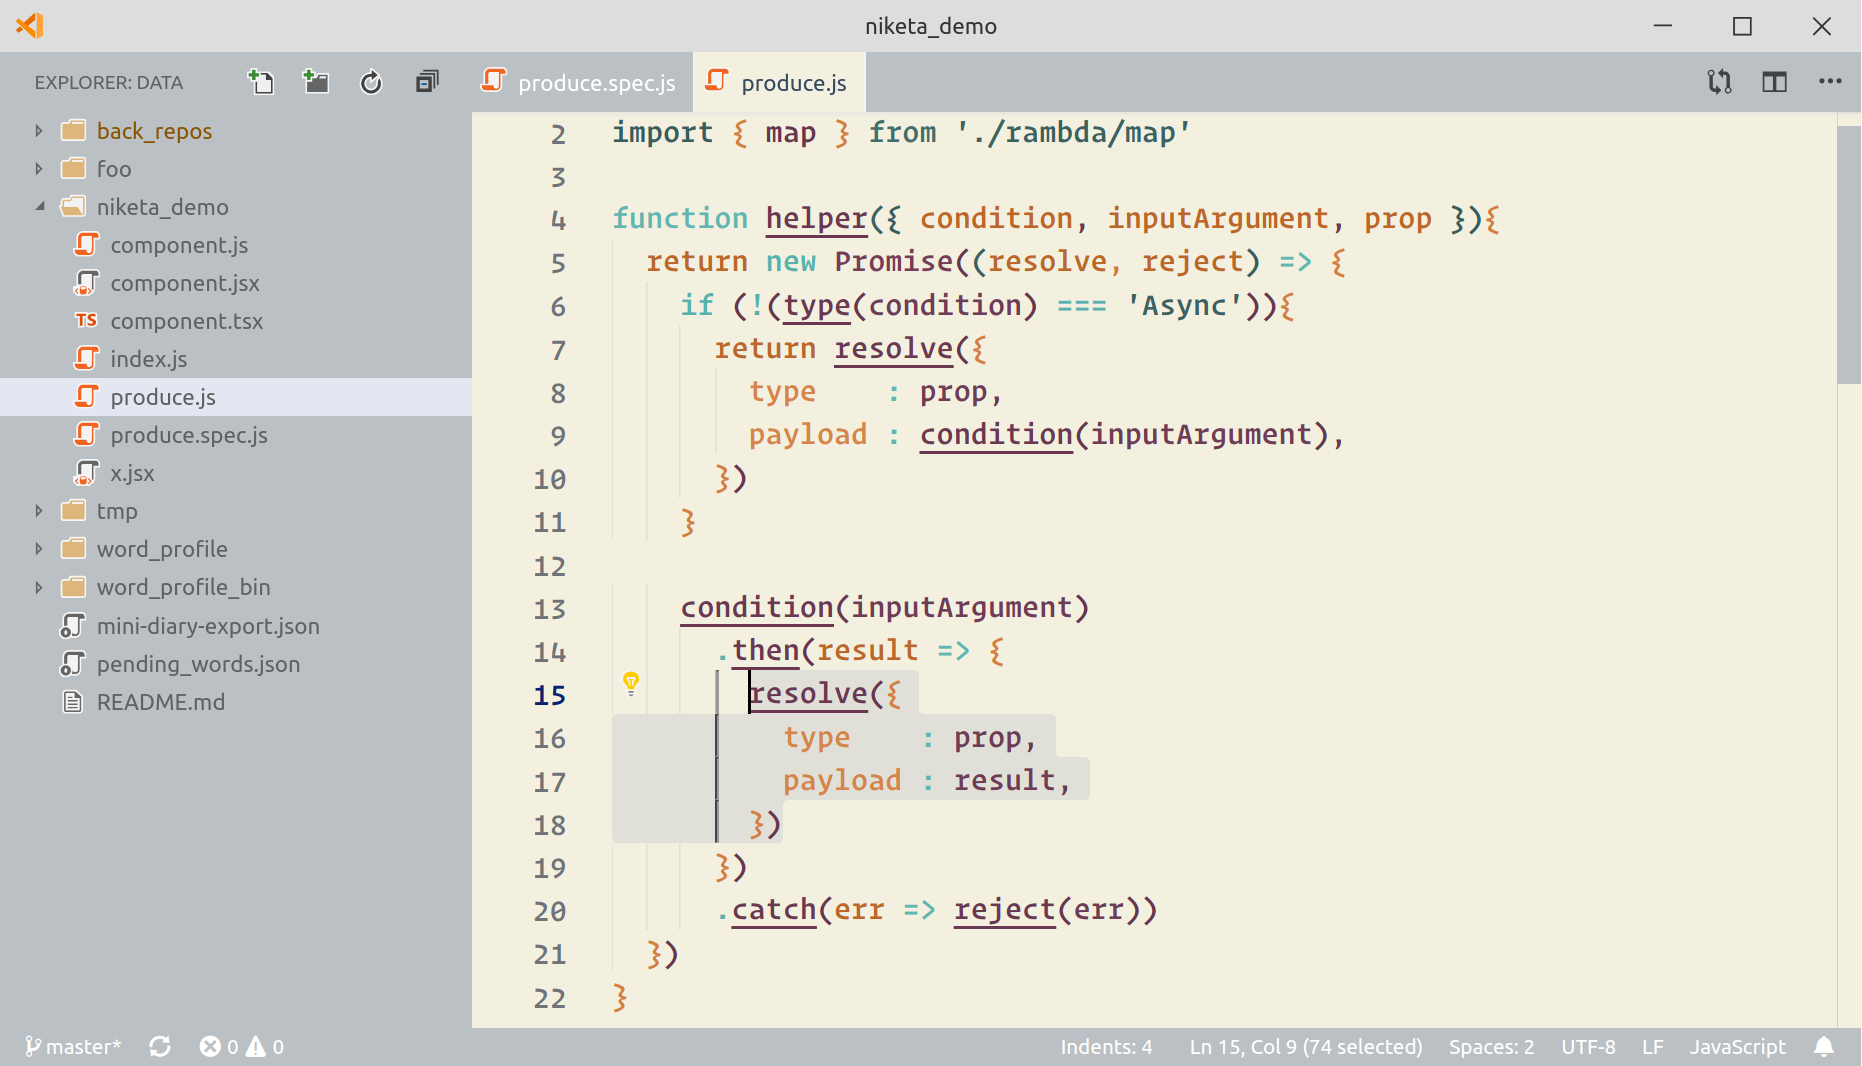 niketa_demo
EXPLORER: DATA
produce.spec.js
produce.js
back_repos
foo
niketa_demo
component.js
component.jsx
TS component.tsx
index.js
produce.js
produce.spec.js
x.jsx
tmp
word_profile
word_profile_bin
mini-diary-export.json
pending_words.json
README.md
2 import { map } from './rambda/map'
3
4 function helper({ condition, inputArgument, prop }){
5   return new Promise((resolve, reject) => {
6     if (!(type(condition) === 'Async')){
7       return resolve({
8         type    : prop,
9         payload : condition(inputArgument),
10       })
11     }
12
13     condition(inputArgument)
14       .then(result => {
15         resolve({
16           type    : prop,
17           payload : result,
18         })
19       })
20       .catch(err => reject(err))
21   })
22 }
master* 0 0 Indents: 4 Ln 15, Col 9 (74 selected) Spaces: 2 UTF-8 LF JavaScript